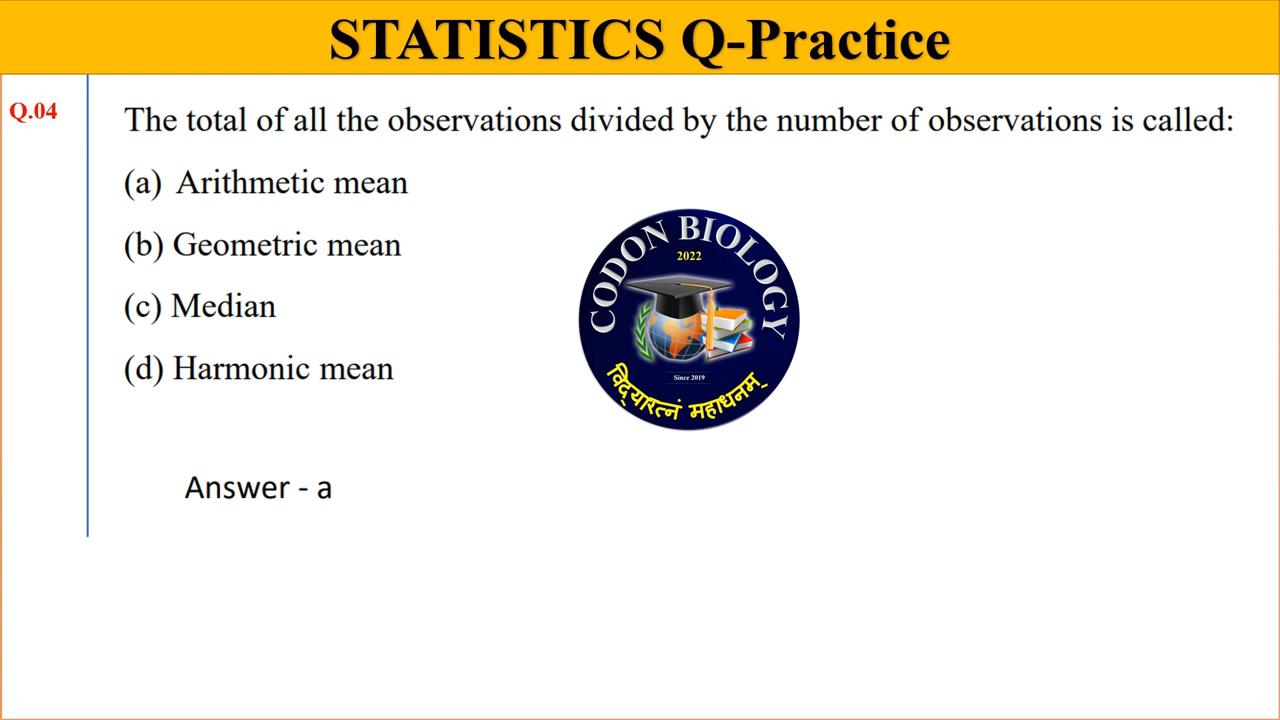 STATISTICS Q-Practice
Q.04
The total of all the observations divided by the number of observations is called:
(a) Arithmetic mean
(b) Geometric mean
(c) Median
(d) Harmonic mean
CODON BIOLOGY
2022
Since 2019
विद्यारत्नं महाधनम्
Answer - a